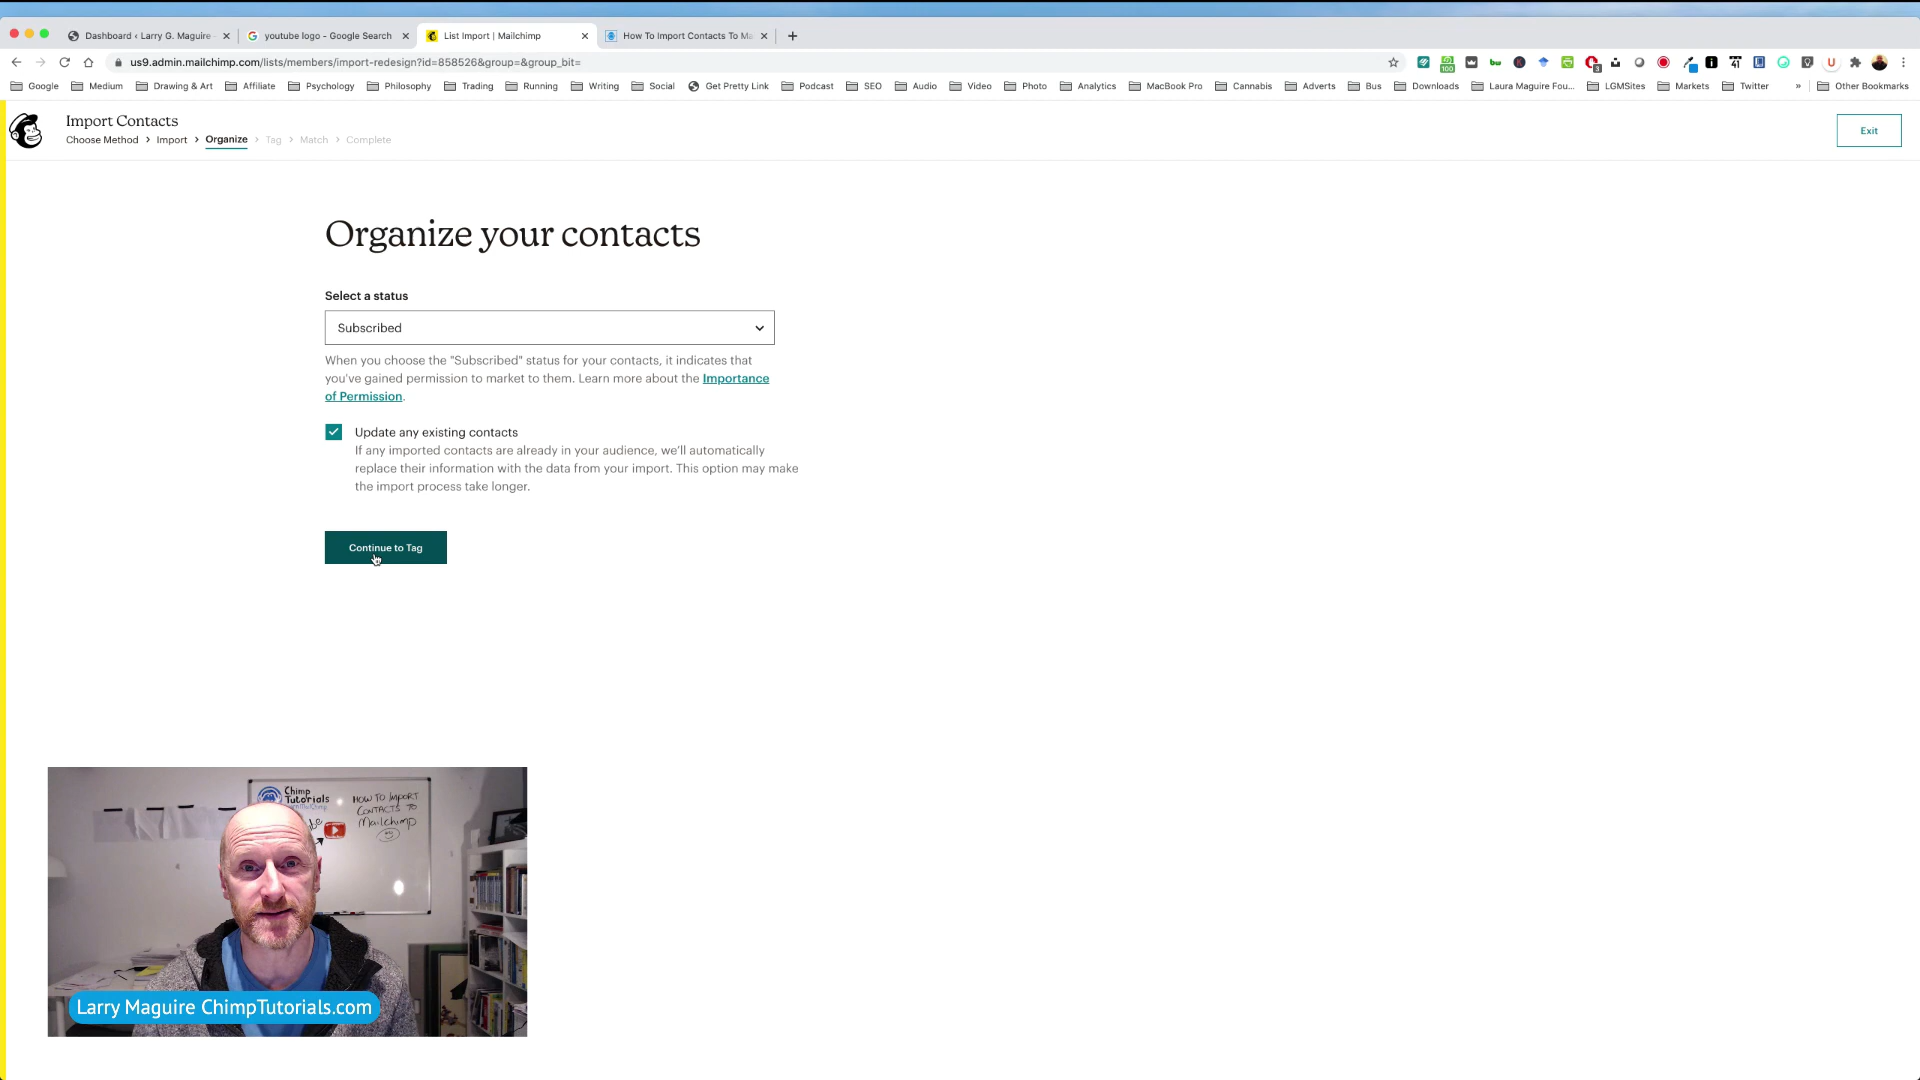 Dashboard ‹ Larry G. Maguire
youtube logo - Google Search
List Import | Mailchimp
How To Import Contacts To Ma
us9.admin.mailchimp.com/lists/members/import-redesign?id=858526&group=&group_bit=
Google Medium Drawing & Art Affiliate Psychology Philosophy Trading Running Writing Social Get Pretty Link Podcast SEO Audio Video Photo Analytics MacBook Pro Cannabis Adverts Bus Downloads Laura Maguire Fou... LGMSites Markets Twitter » Other Bookmarks
Import Contacts
Choose Method › Import › Organize › Tag › Match › Complete
Exit
Organize your contacts
Select a status
Subscribed
When you choose the "Subscribed" status for your contacts, it indicates that
you've gained permission to market to them. Learn more about the Importance
of Permission.
Update any existing contacts
If any imported contacts are already in your audience, we'll automatically
replace their information with the data from your import. This option may make
the import process take longer.
Continue to Tag
Chimp
Tutorials
HOW TO IMPORT
CONTACTS TO
Mailchimp
Larry Maguire ChimpTutorials.com